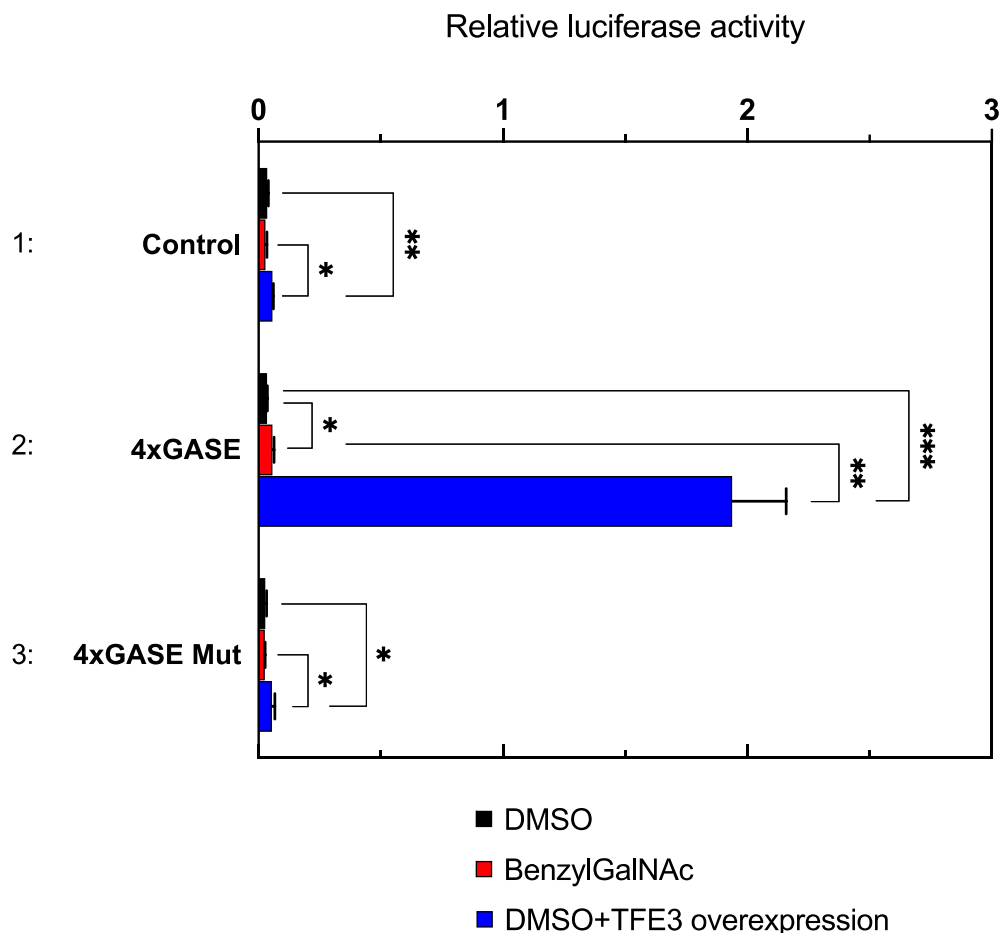 Relative luciferase activity
0 1 2 3
1: Control
**
*
2: 4xGASE
*
***
**
3: 4xGASE Mut
*
*
DMSO
BenzylGalNAc
DMSO+TFE3 overexpression